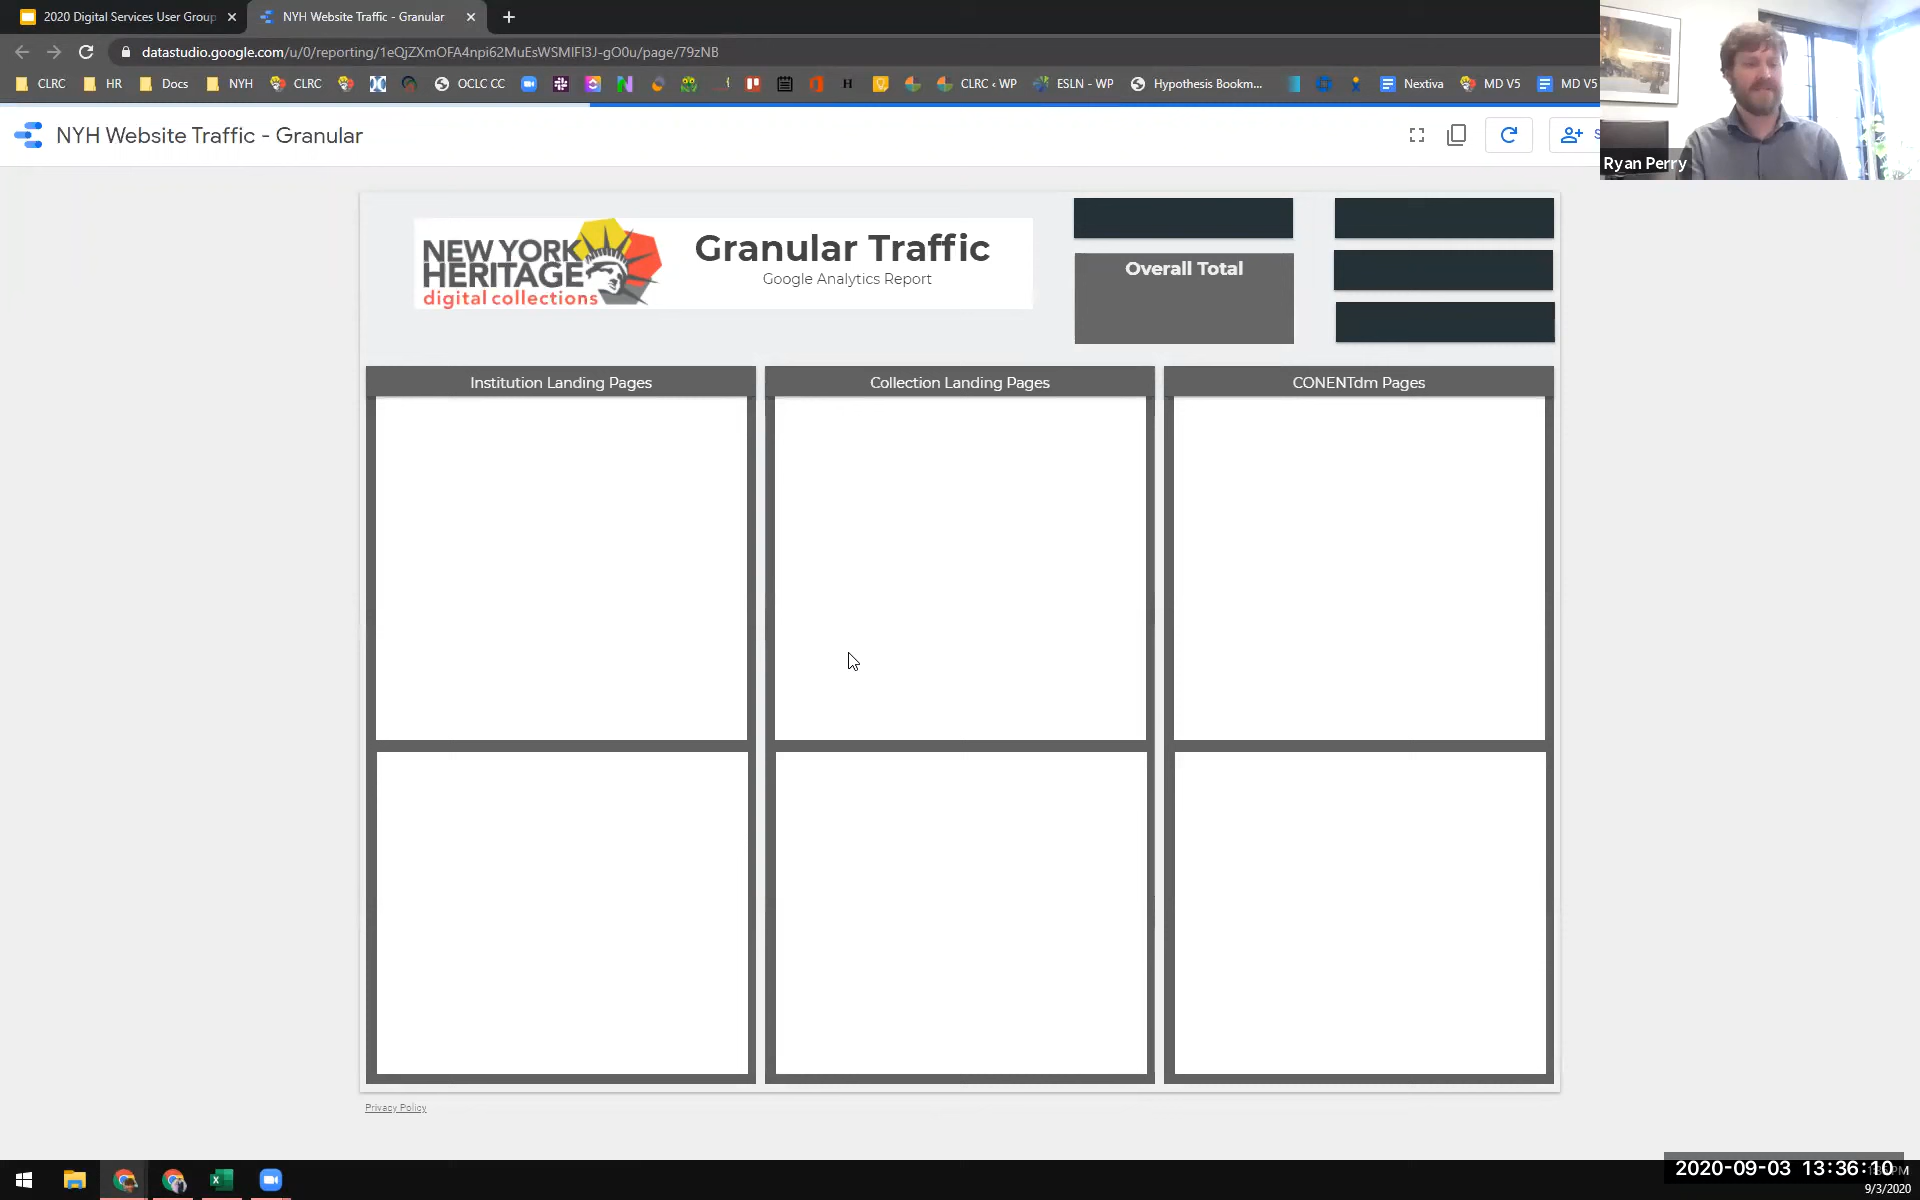 2020 Digital Services User Group
NYH Website Traffic - Granular
datastudio.google.com/u/0/reporting/1eQjZXmOFA4npi62MuEsWSMlFl3J-gO0u/page/79zNB
CLRC
HR
Docs
NYH
CLRC
OCLC CC
CLRC ‹ WP
ESLN - WP
Hypothesis Bookm...
Nextiva
MD V5
MD V5
NYH Website Traffic - Granular
Ryan Perry
NEW YORK
HERITAGE
digital collections
Granular Traffic
Google Analytics Report
Overall Total
Institution Landing Pages
Collection Landing Pages
CONENTdm Pages
Privacy Policy
2020-09-03 13:36:10
9/3/2020